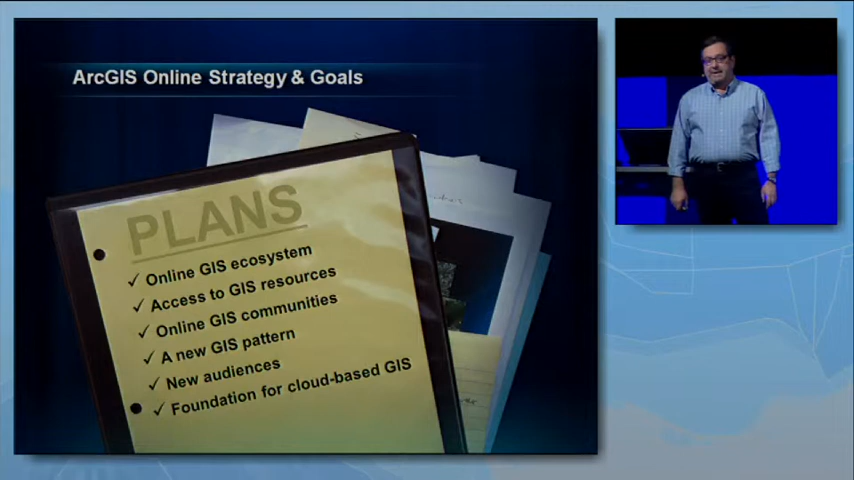 ArcGIS Online Strategy & Goals
PLANS
✓ Online GIS ecosystem
✓ Access to GIS resources
✓ Online GIS communities
✓ A new GIS pattern
✓ New audiences
✓ Foundation for cloud-based GIS